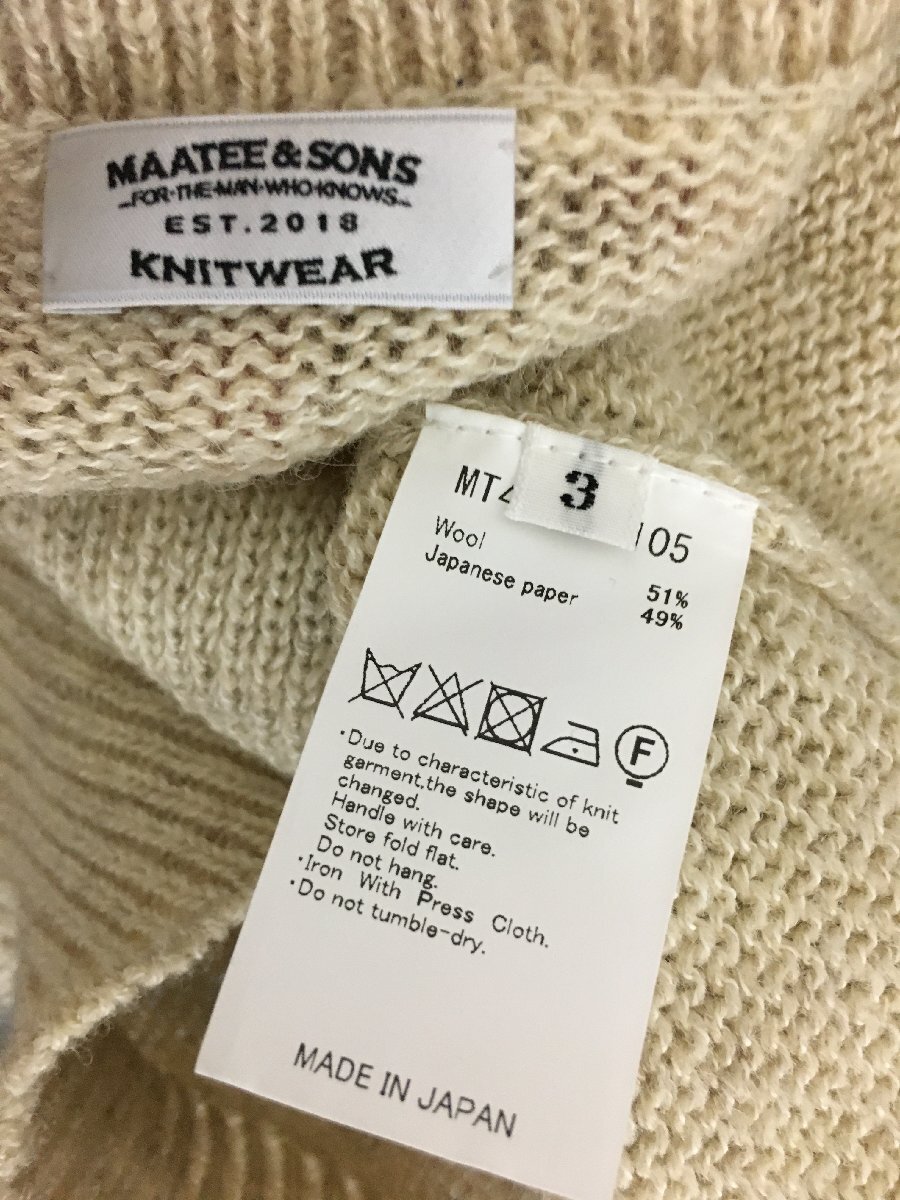 MAATEE & SONS
FOR·THE·MAN·WHO·KNOWS
EST.2018
KNITWEAR
3
105
Wool 51%
Japanese paper 49%
F
·Due to characteristic of knit
garment,the shape will be
changed.
Handle with care.
Store fold flat.
Do not hang.
·Iron With Press Cloth.
·Do not tumble-dry.
MADE IN JAPAN